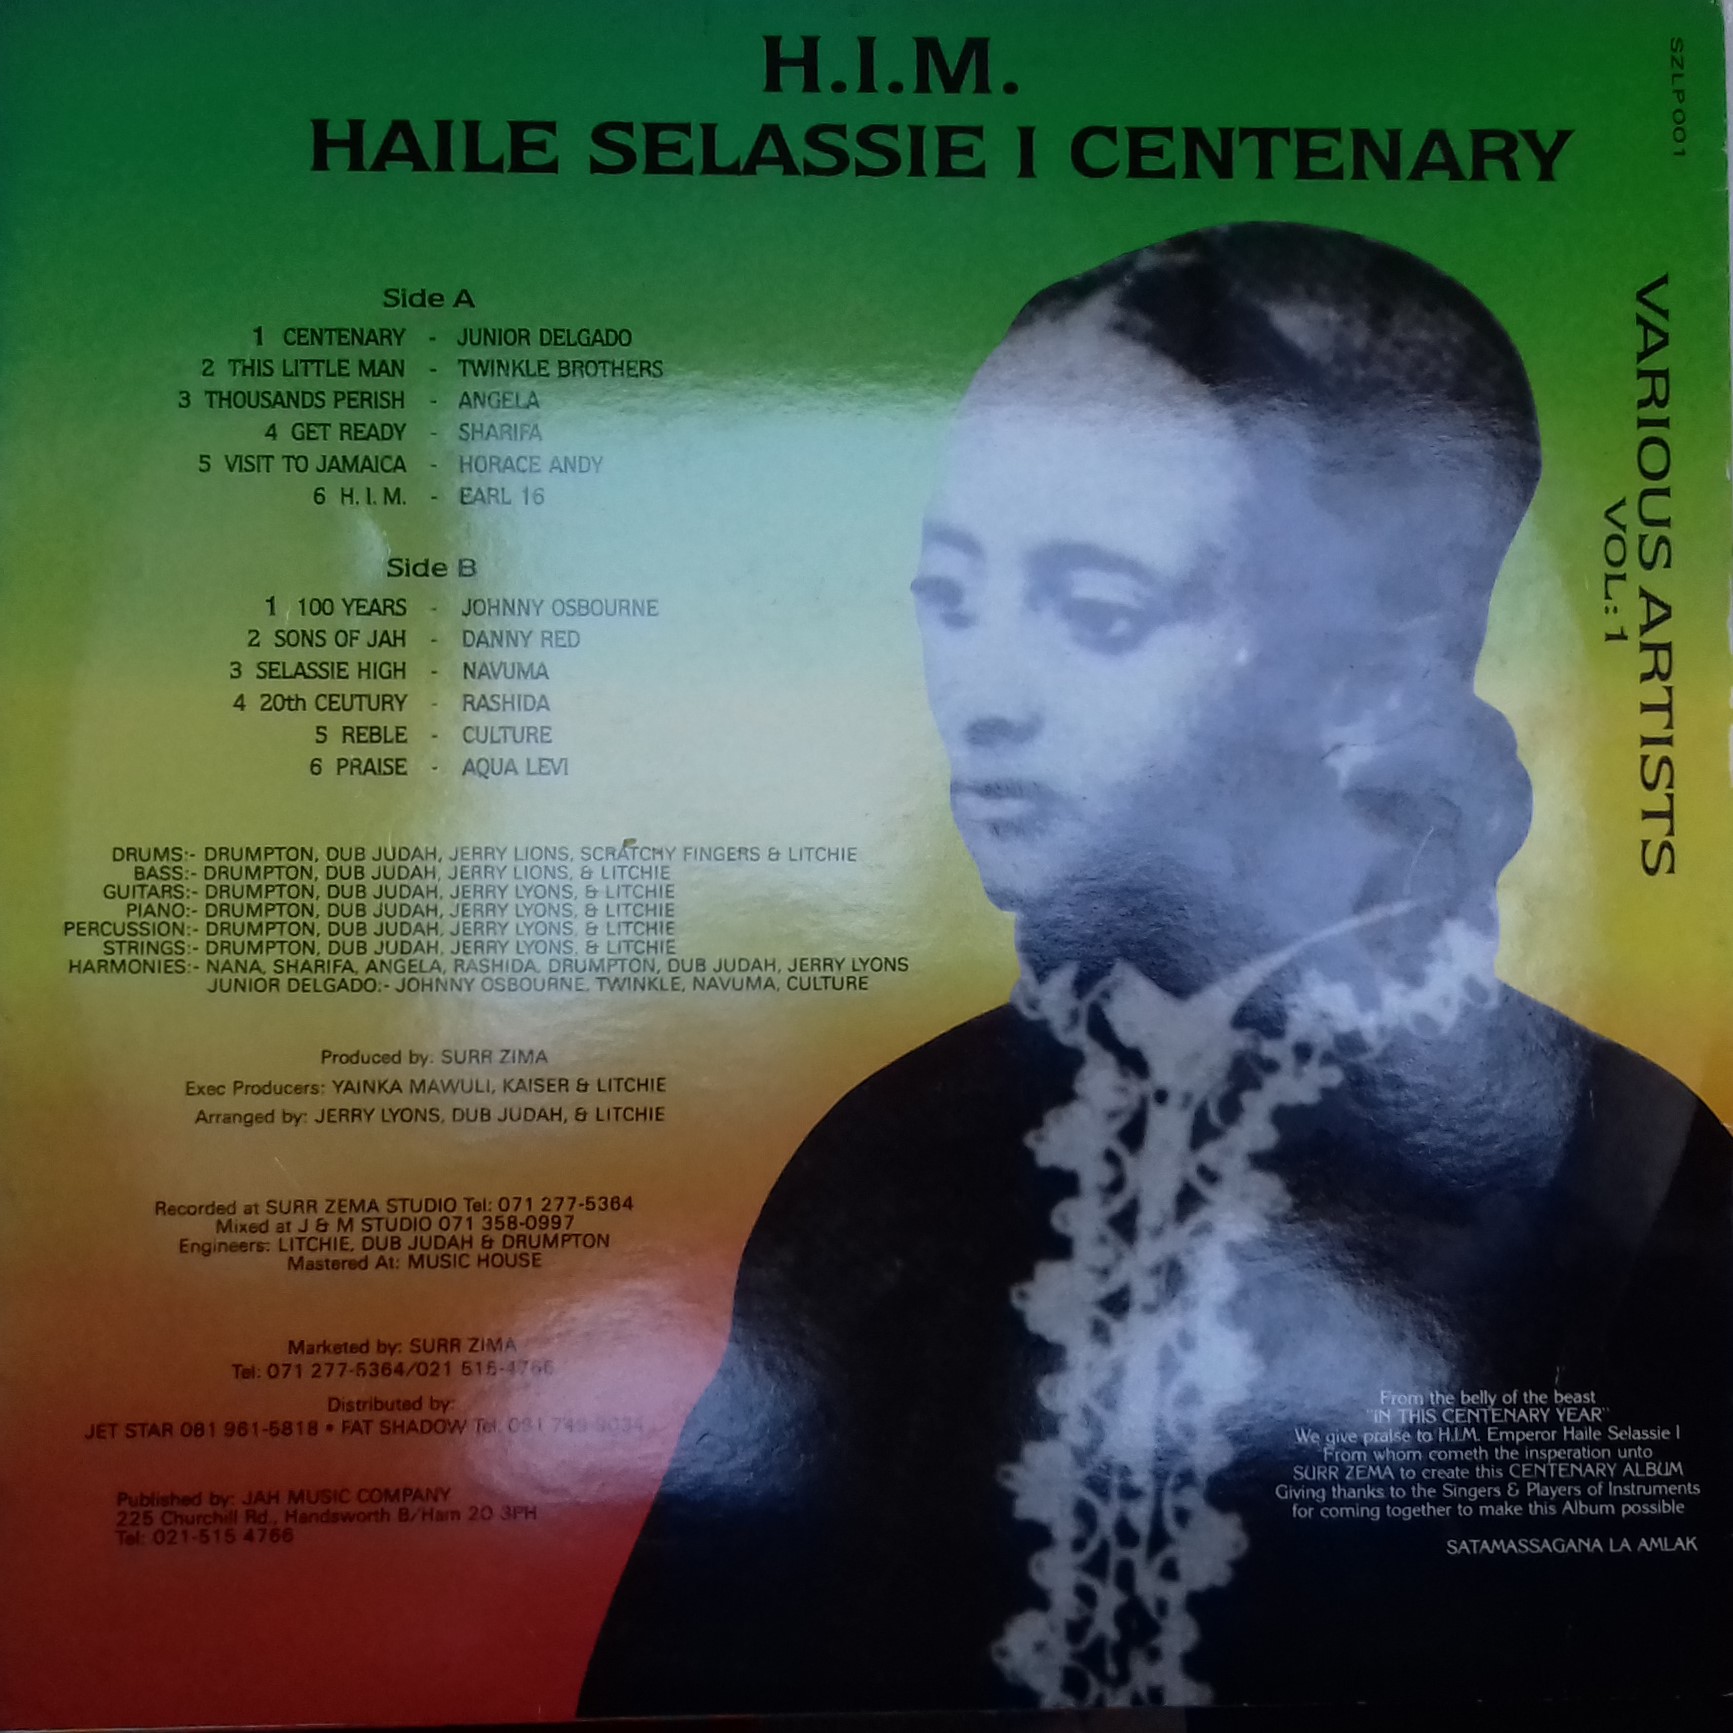 H.I.M.
HAILE SELASSIE I CENTENARY
SZLP001
VARIOUS ARTISTS
VOL:1
Side A
1 CENTENARY - JUNIOR DELGADO
2 THIS LITTLE MAN - TWINKLE BROTHERS
3 THOUSANDS PERISH - ANGELA
4 GET READY - SHARIFA
5 VISIT TO JAMAICA - HORACE ANDY
6 H.I.M. - EARL 16
Side B
1 100 YEARS - JOHNNY OSBOURNE
2 SONS OF JAH - DANNY RED
3 SELASSIE HIGH - NAVUMA
4 20th CEUTURY - RASHIDA
5 REBLE - CULTURE
6 PRAISE - AQUA LEVI
DRUMS:- DRUMPTON, DUB JUDAH, JERRY LIONS, SCRATCHY FINGERS & LITCHIE
BASS:- DRUMPTON, DUB JUDAH, JERRY LIONS, & LITCHIE
GUITARS:- DRUMPTON, DUB JUDAH, JERRY LYONS, & LITCHIE
PIANO:- DRUMPTON, DUB JUDAH, JERRY LYONS, & LITCHIE
PERCUSSION:- DRUMPTON, DUB JUDAH, JERRY LYONS, & LITCHIE
STRINGS:- DRUMPTON, DUB JUDAH, JERRY LYONS, & LITCHIE
HARMONIES:- NANA, SHARIFA, ANGELA, RASHIDA, DRUMPTON, DUB JUDAH, JERRY LYONS
JUNIOR DELGADO:- JOHNNY OSBOURNE, TWINKLE, NAVUMA, CULTURE
Produced by: SURR ZIMA
Exec Producers: YAINKA MAWULI, KAISER & LITCHIE
Arranged by: JERRY LYONS, DUB JUDAH, & LITCHIE
Recorded at SURR ZEMA STUDIO Tel: 071 277-5364
Mixed at J & M STUDIO 071 358-0997
Engineers: LITCHIE, DUB JUDAH & DRUMPTON
Mastered At: MUSIC HOUSE
Marketed by: SURR ZIMA
Tel: 071 277-5364/021 515-4766
Distributed by:
JET STAR 081 961-5818 • FAT SHADOW Tel.
Published by: JAH MUSIC COMPANY
225 Churchill Rd., Handsworth B/Ham 20 3PH
Tel: 021-515 4766
From the belly of the beast
"IN THIS CENTENARY YEAR"
We give praise to H.I.M. Emperor Haile Selassie I
From whom cometh the insperation unto
SURR ZEMA to create this CENTENARY ALBUM
Giving thanks to the Singers & Players of Instruments
for coming together to make this Album possible
SATAMASSAGANA LA AMLAK